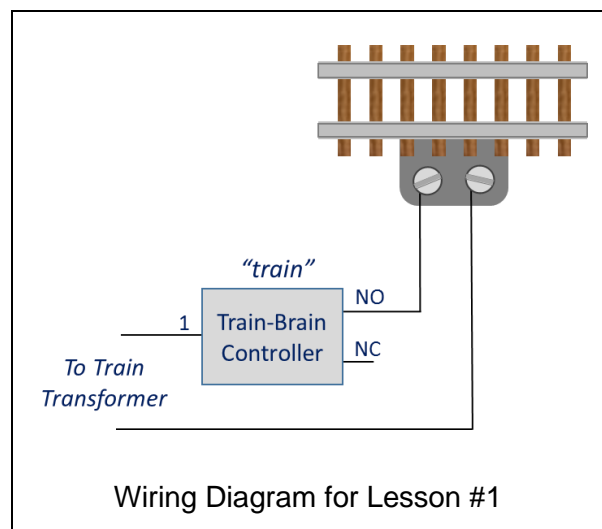 “train”
NO
1
Train-Brain
Controller
NC
To Train
Transformer
Wiring Diagram for Lesson #1